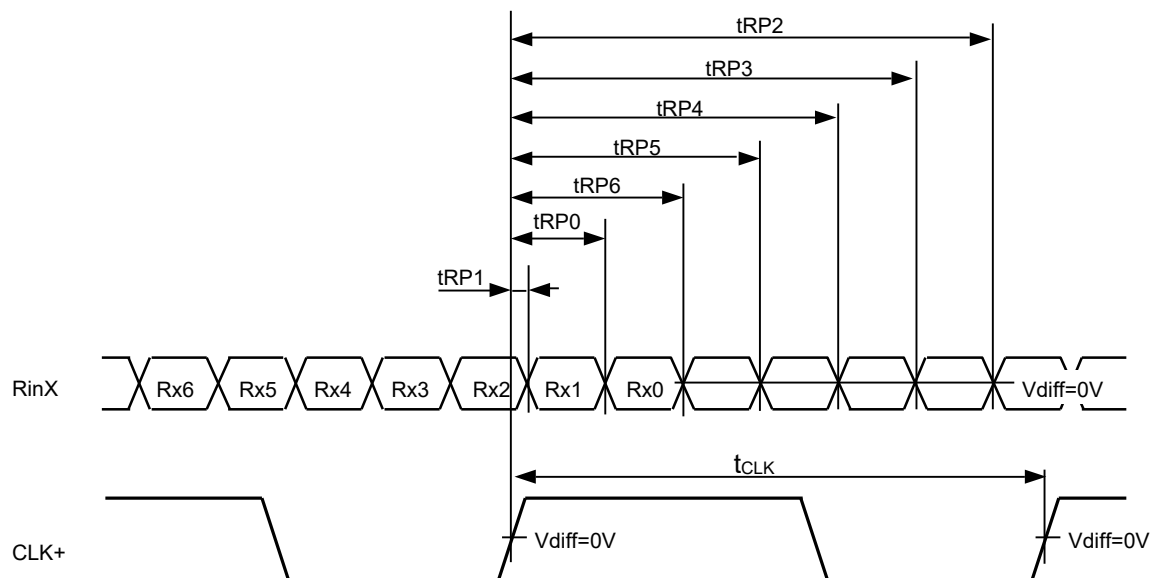 tRP2
tRP3
tRP4
tRP5
tRP6
tRP0
tRP1
RinX Rx6 Rx5 Rx4 Rx3 Rx2 Rx1 Rx0 Vdiff=0V
tCLK
CLK+ Vdiff=0V Vdiff=0V